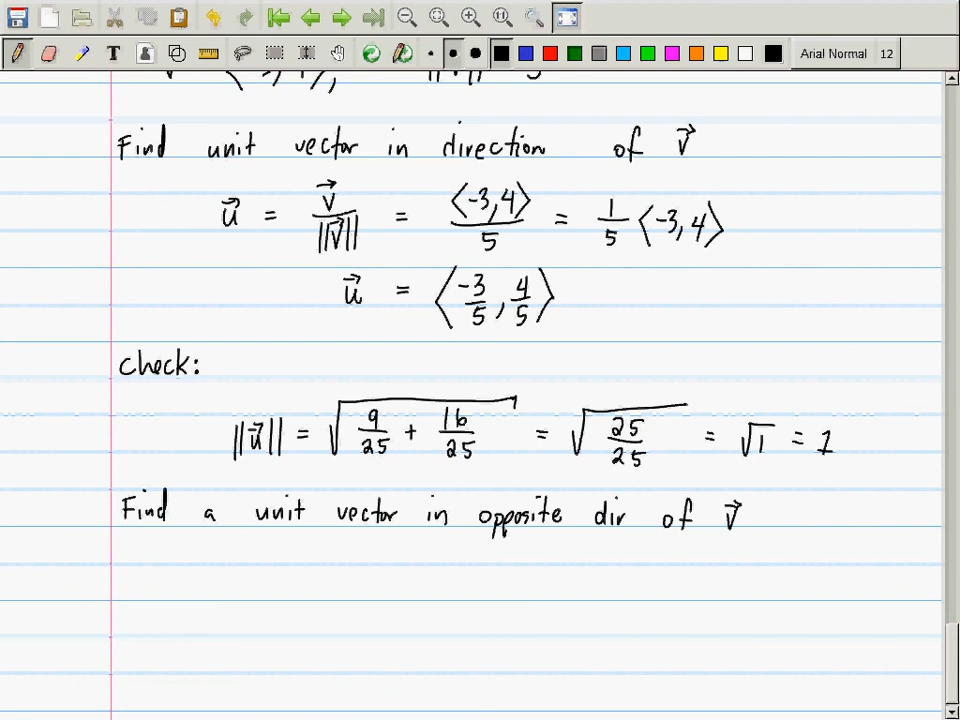 Arial Normal 12
Find unit vector in direction of v⃗
u⃗ = v⃗/||v⃗|| = ⟨-3,4⟩/5 = 1/5 ⟨-3,4⟩
u⃗ = ⟨-3/5, 4/5⟩
Check:
||u⃗|| = √(9/25 + 16/25) = √(25/25) = √1 = 1
Find a unit vector in opposite dir of v⃗